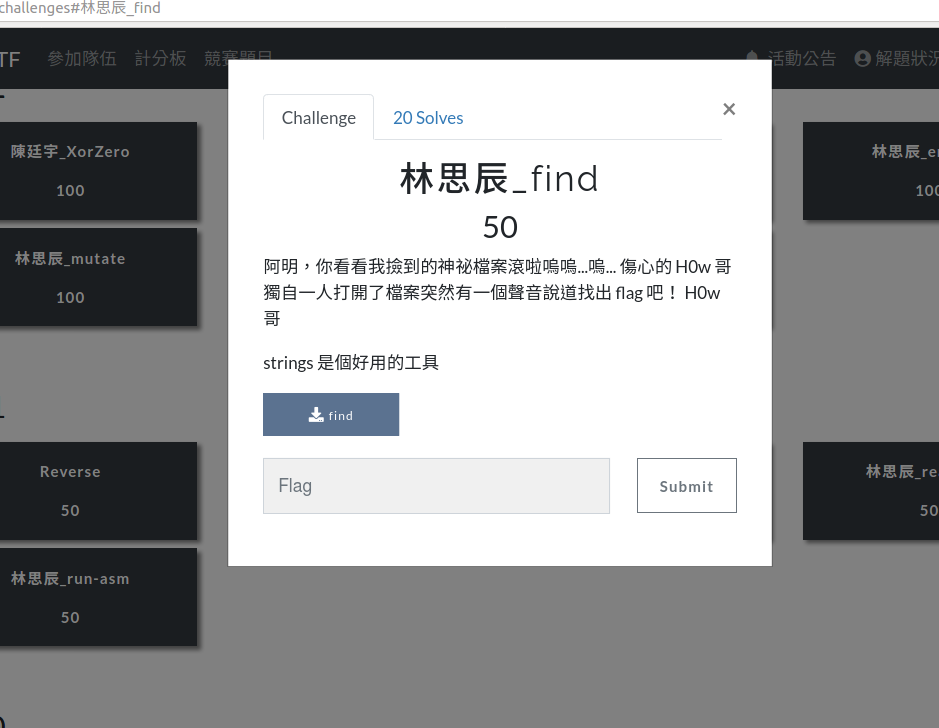 challenges#林思辰_find
TF 參加隊伍 計分板 競賽題目 活動公告 解題狀況
陳廷宇_XorZero
100
林思辰_mutate
100
Reverse
50
林思辰_run-asm
50
Challenge 20 Solves ×
林思辰_find
50
阿明，你看看我撿到的神祕檔案滾啦嗚嗚...嗚... 傷心的 H0w 哥
獨自一人打開了檔案突然有一個聲音說道找出 flag 吧！ H0w
哥
strings 是個好用的工具
find
Flag Submit
林思辰_e
100
林思辰_re
50